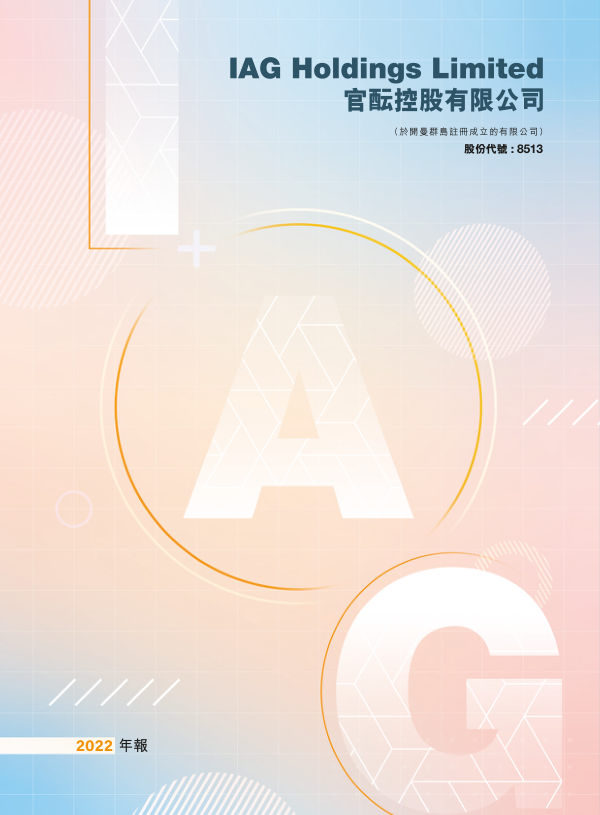 IAG Holdings Limited
官酝控股有限公司
（於開曼群島註冊成立的有限公司）
股份代號 : 8513
I
A
G
2022 年報